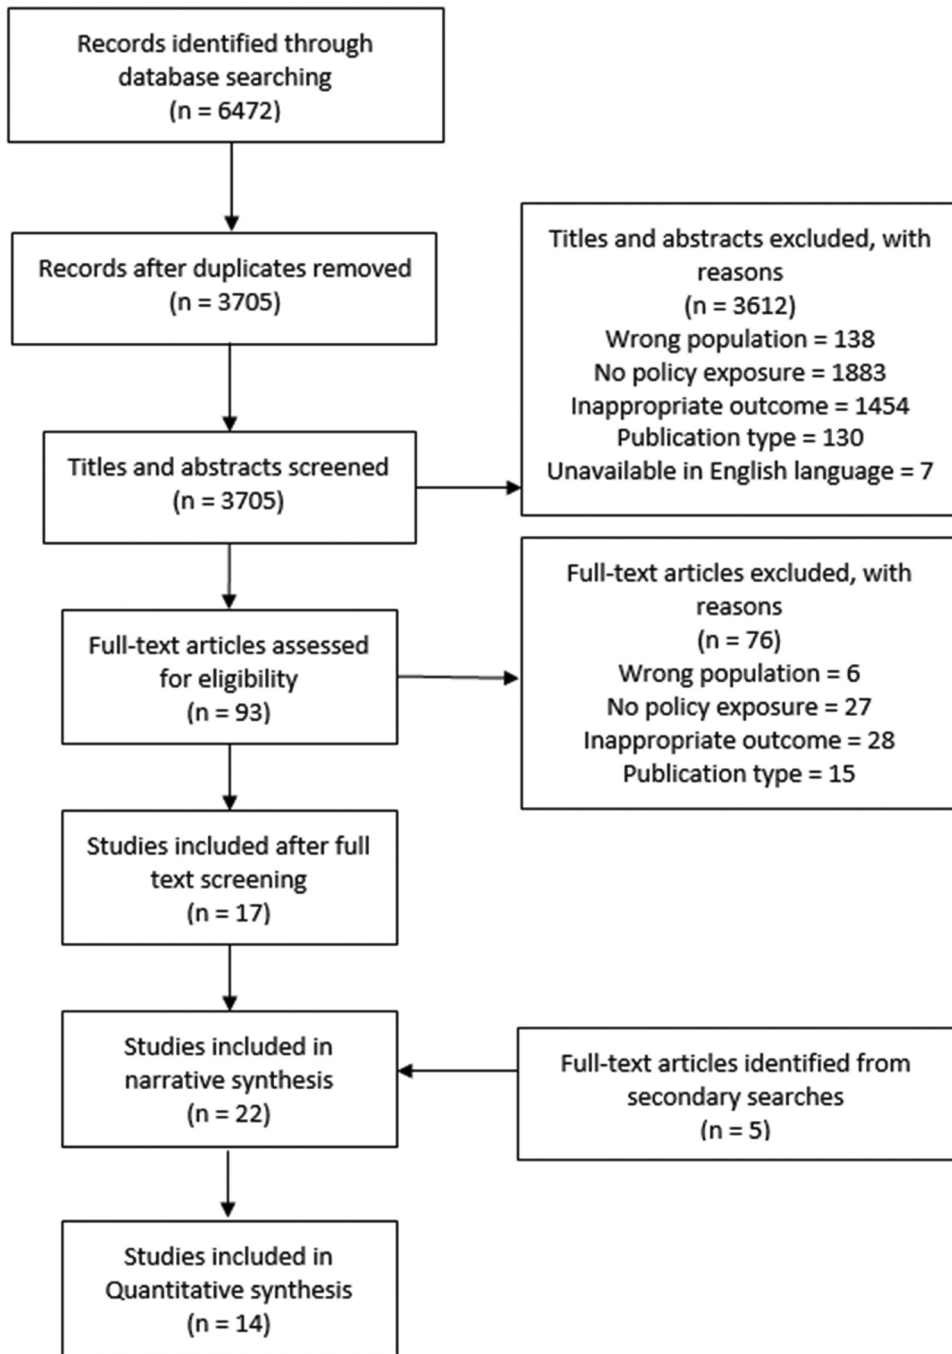 Records identified through
database searching
(n = 6472)
Records after duplicates removed
(n = 3705)
Titles and abstracts excluded, with
reasons
(n = 3612)
Wrong population = 138
No policy exposure = 1883
Inappropriate outcome = 1454
Publication type = 130
Unavailable in English language = 7
Titles and abstracts screened
(n = 3705)
Full-text articles excluded, with
reasons
(n = 76)
Wrong population = 6
No policy exposure = 27
Inappropriate outcome = 28
Publication type = 15
Full-text articles assessed
for eligibility
(n = 93)
Studies included after full
text screening
(n = 17)
Studies included in
narrative synthesis
(n = 22)
Full-text articles identified from
secondary searches
(n = 5)
Studies included in
Quantitative synthesis
(n = 14)